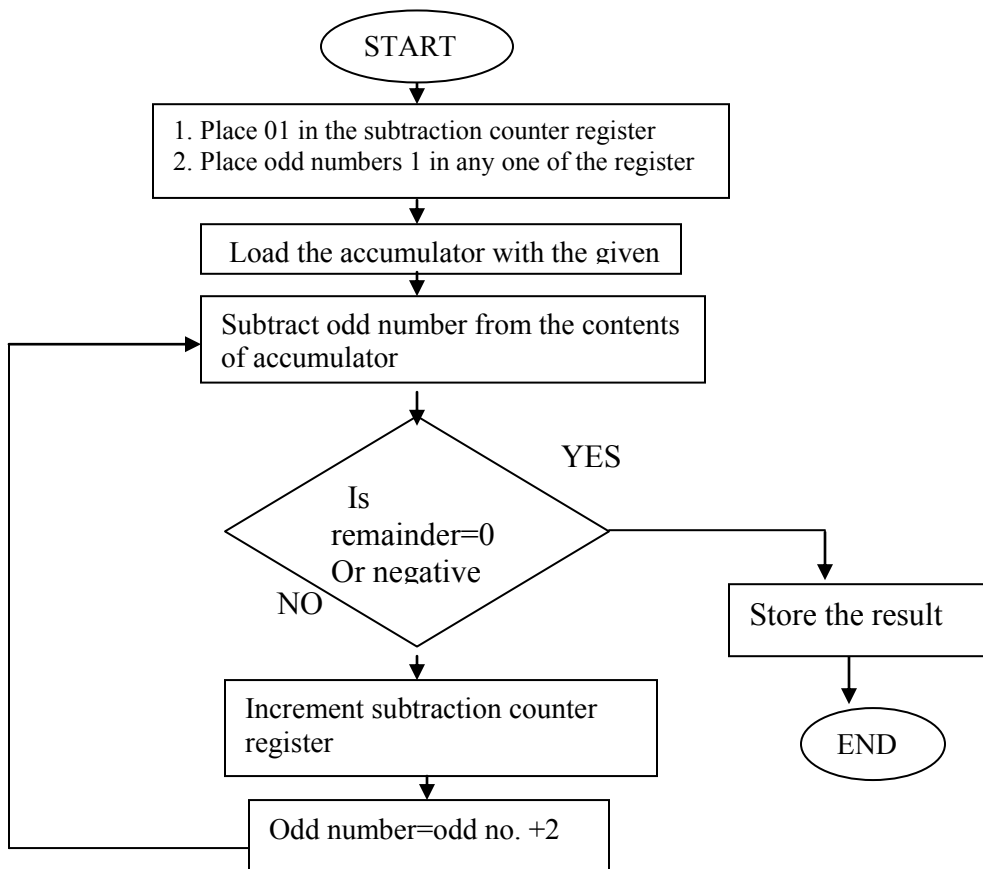 START
1. Place 01 in the subtraction counter register
2. Place odd numbers 1 in any one of the register
Load the accumulator with the given
Subtract odd number from the contents
of accumulator
YES
Is
remainder=0
Or negative
NO
Store the result
Increment subtraction counter
register
END
Odd number=odd no. +2